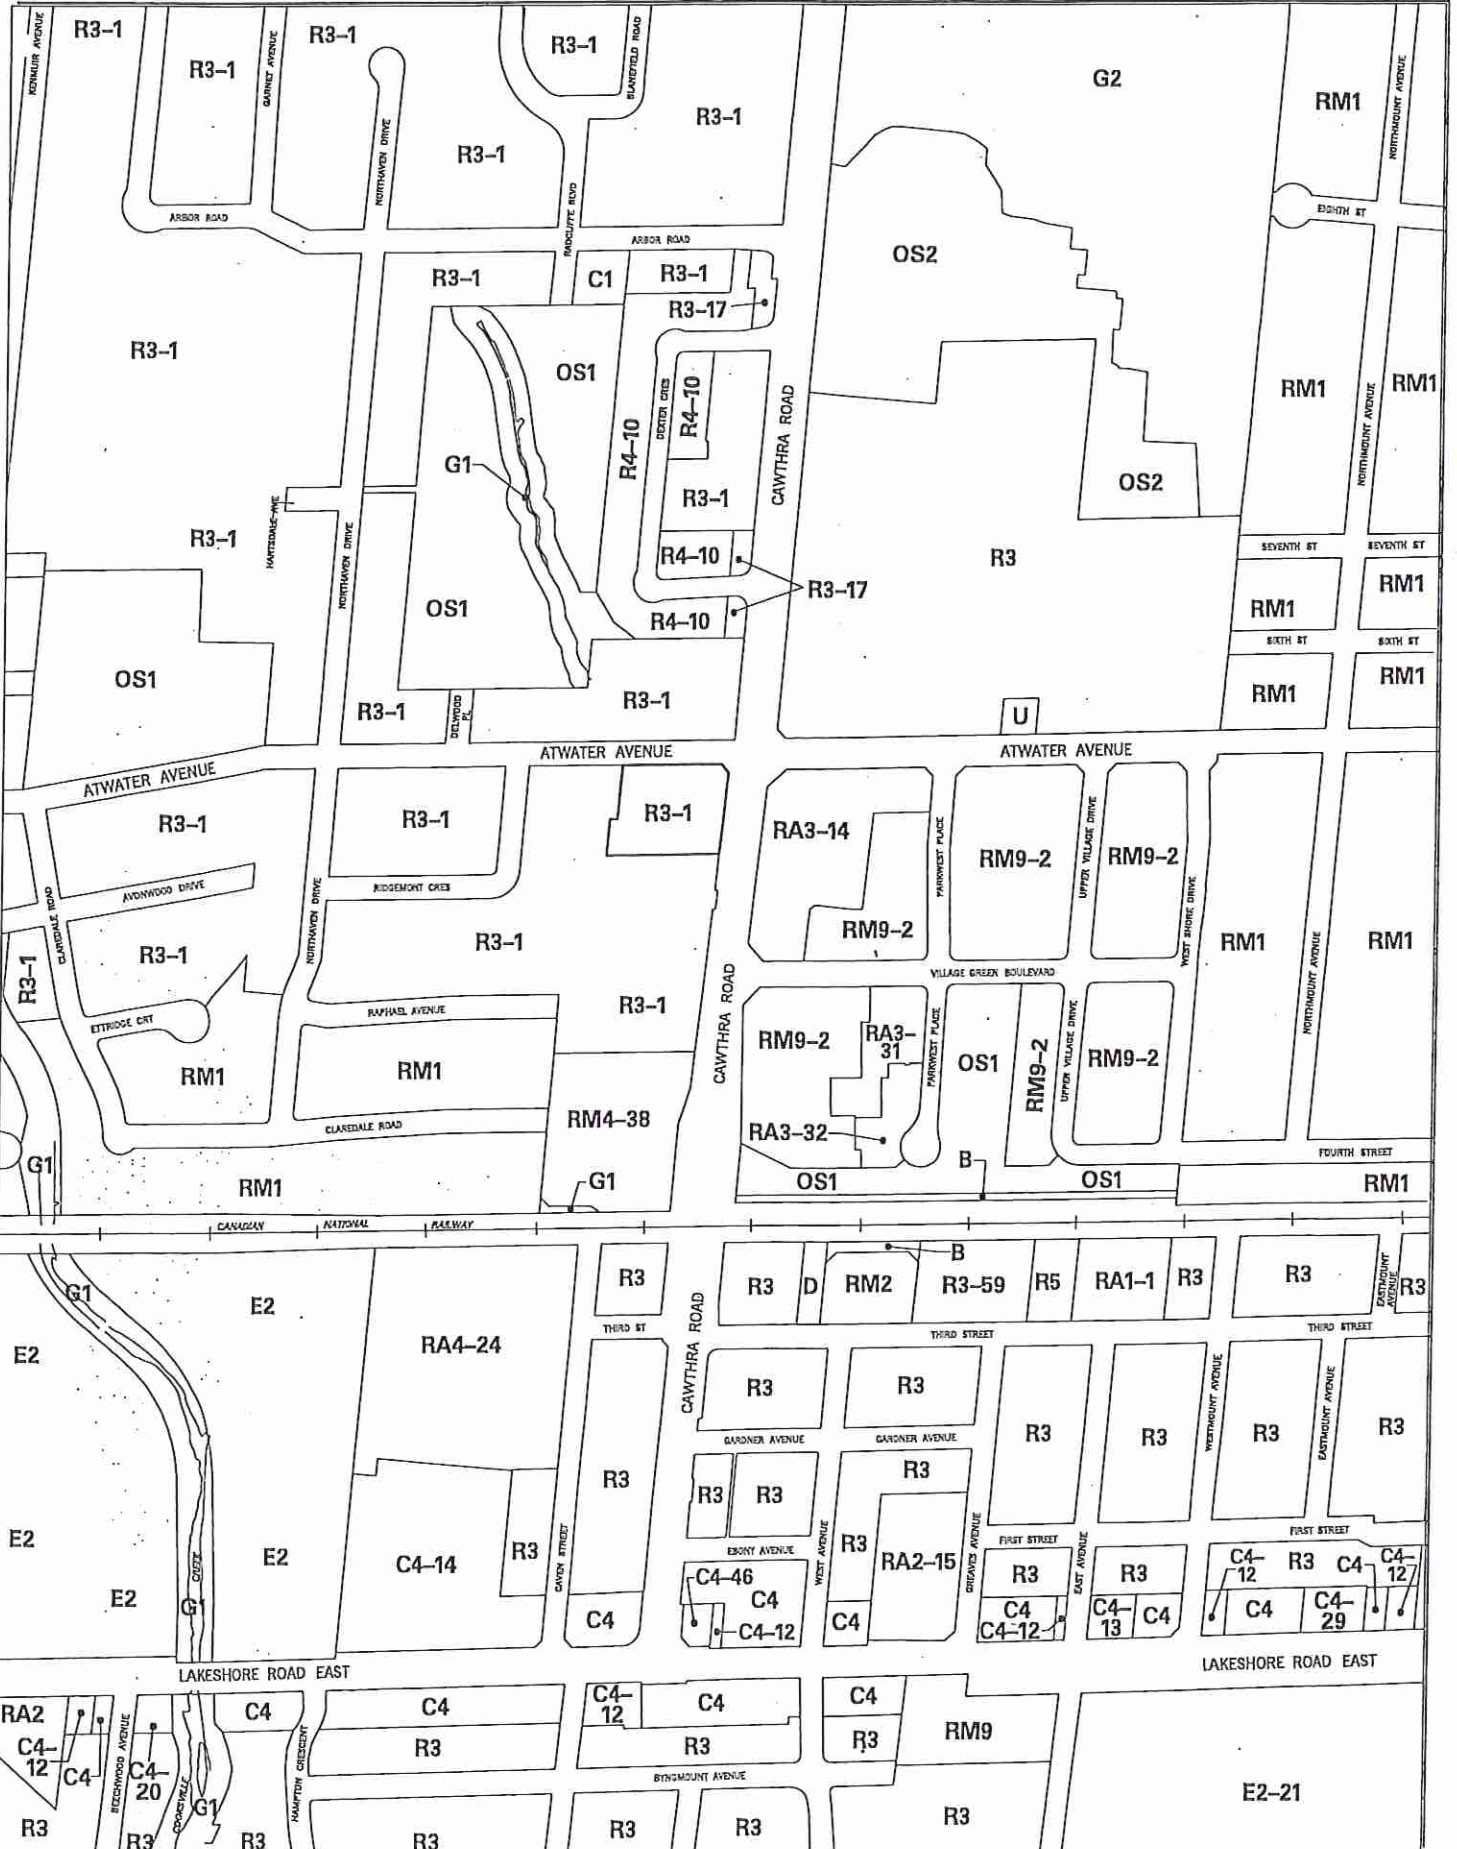 KENMUIR AVENUE
R3-1
R3-1
GARNET AVENUE
R3-1
NORTHAVEN DRIVE
R3-1
R3-1
BLANEFIELD ROAD
R3-1
G2
RM1
NORTHMOUNT AVENUE
ARBOR ROAD
RADCLIFFE BLVD
ARBOR ROAD
EIGHTH ST
OS2
R3-1
C1
R3-1
R3-17
R3-1
OS1
R4-10
DEXTER CRES
R4-10
CAWTHRA ROAD
RM1
NORTHMOUNT AVENUE
RM1
G1
OS2
R3-1
R3-1
HARTSDALE AVE
NORTHAVEN DRIVE
R4-10
R3
SEVENTH ST
SEVENTH ST
R3-17
OS1
R4-10
RM1
RM1
SIXTH ST
SIXTH ST
OS1
R3-1
DELWOOD PL
R3-1
U
RM1
RM1
ATWATER AVENUE
ATWATER AVENUE
ATWATER AVENUE
R3-1
R3-1
R3-1
RA3-14
PARKWEST PLACE
RM9-2
UPPER VILLAGE DRIVE
RM9-2
CLAREDALE ROAD
AVONWOOD DRIVE
NORTHAVEN DRIVE
RIDGEMONT CRES
RM9-2
WEST SHORE DRIVE
RM1
NORTHMOUNT AVENUE
RM1
R3-1
R3-1
R3-1
VILLAGE GREEN BOULEVARD
ETTRIDGE CRT
RAPHAEL AVENUE
R3-1
CAWTHRA ROAD
RM9-2
RA3-
31
PARKWEST PLACE
OS1
RM9-2
UPPER VILLAGE DRIVE
RM9-2
RM1
RM1
CLAREDALE ROAD
RM4-38
RA3-32
FOURTH STREET
G1
RM1
G1
OS1
B
OS1
RM1
CANADIAN NATIONAL RAILWAY
G1
E2
R3
CAWTHRA ROAD
R3
D
RM2
B
R3-59
R5
RA1-1
R3
R3
EASTMOUNT AVENUE
R3
E2
RA4-24
THIRD ST
THIRD STREET
THIRD STREET
R3
R3
R3
R3
WESTMOUNT AVENUE
R3
EASTMOUNT AVENUE
R3
GARDNER AVENUE
GARDNER AVENUE
R3
R3
R3
R3
E2
E2
C4-14
R3
CAVEN STREET
EBONY AVENUE
WEST AVENUE
R3
RA2-15
GREAVES AVENUE
FIRST STREET
EAST AVENUE
FIRST STREET
E2
CREEK
G1
C4-46
C4
R3
R3
C4-
12
R3
C4
C4-
12
C4
C4-12
C4
C4
C4-12
C4-
13
C4
C4
C4-
29
LAKESHORE ROAD EAST
LAKESHORE ROAD EAST
RA2
C4
C4
C4-
12
C4
C4
C4-
12
C4
BEECHWOOD AVENUE
C4-
20
COOKSVILLE
G1
HAMPTON CRESCENT
R3
R3
R3
RM9
BYNGMOUNT AVENUE
E2-21
R3
R3
R3
R3
R3
R3
R3